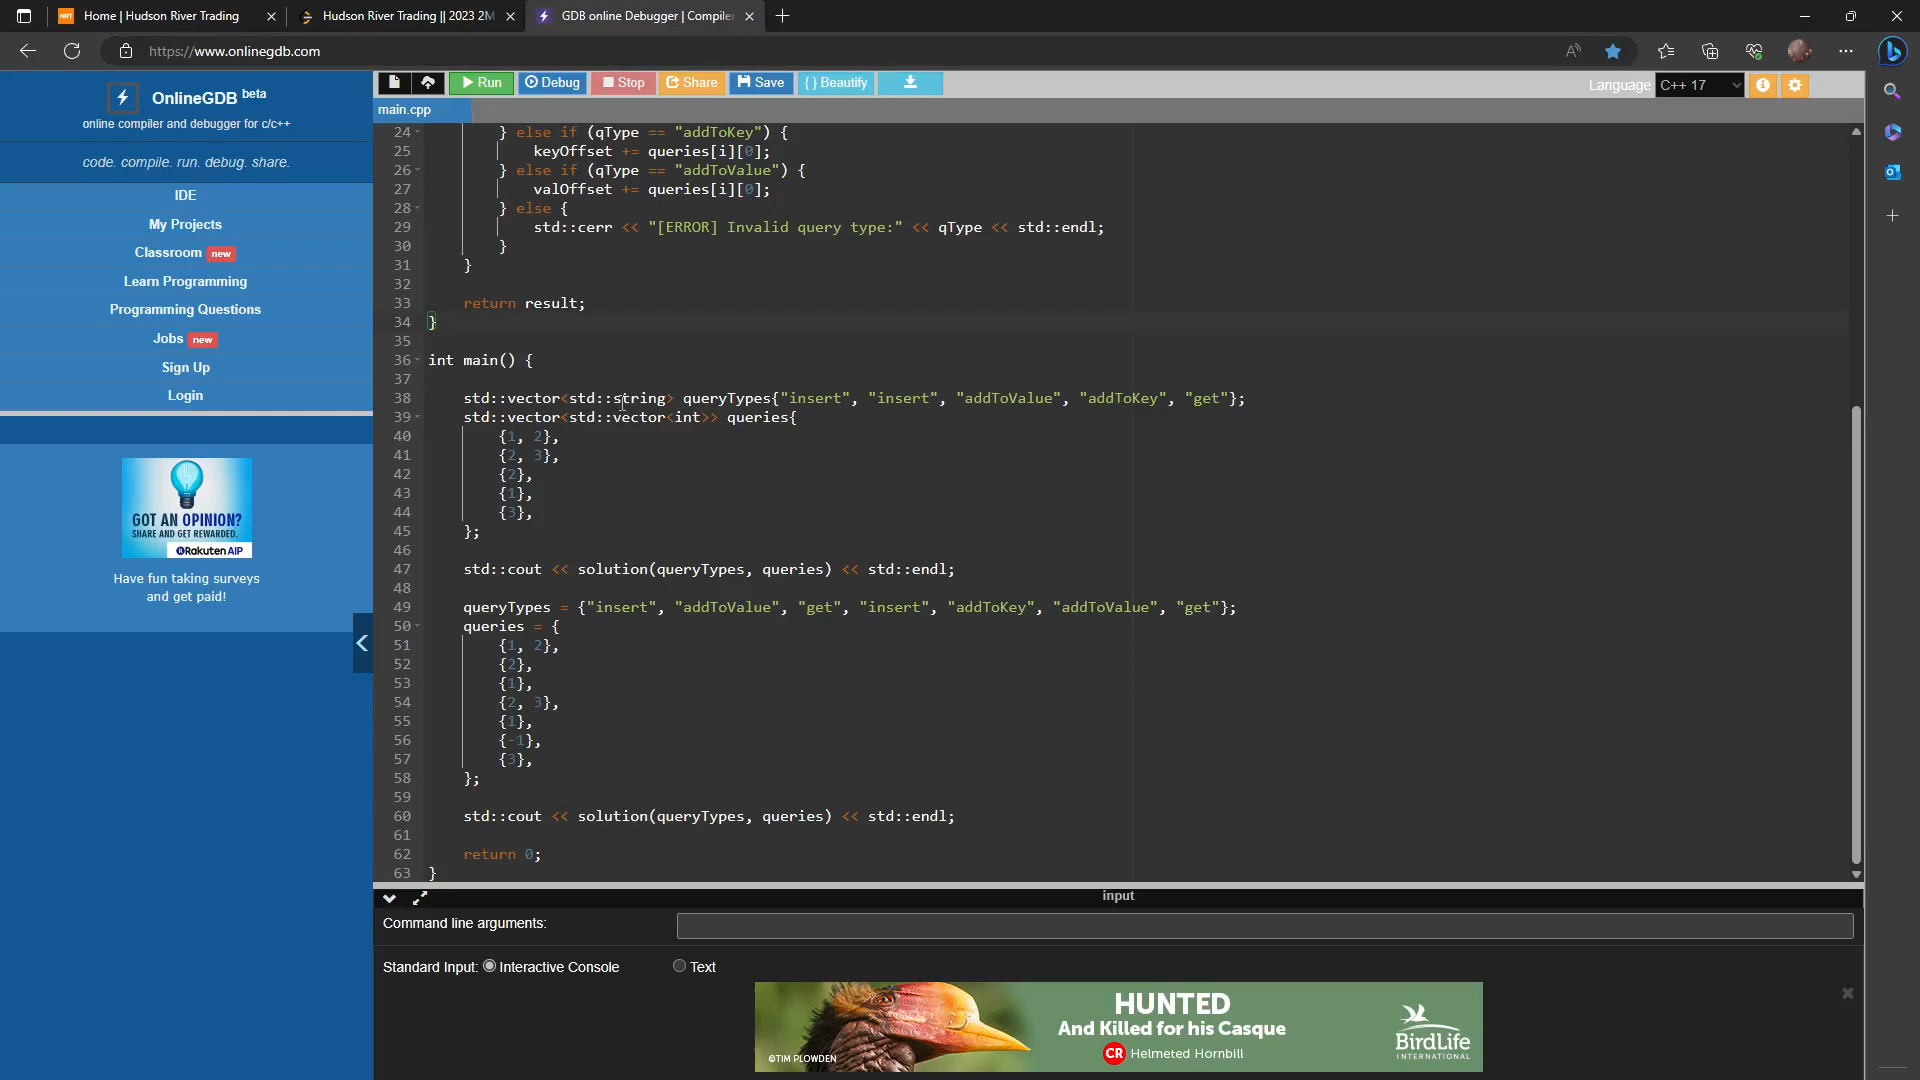 Home | Hudson River Trading
Hudson River Trading || 2023 2M
GDB online Debugger | Compiler
https://www.onlinegdb.com
OnlineGDB beta
online compiler and debugger for c/c++
code. compile. run. debug. share.
IDE
My Projects
Classroom new
Learn Programming
Programming Questions
Jobs new
Sign Up
Login
GOT AN OPINION?
SHARE AND GET REWARDED.
Rakuten AIP
Have fun taking surveys
and get paid!
Run Debug Stop Share Save { } Beautify
Language C++ 17
main.cpp
24 } else if (qType == "addToKey") {
25 keyOffset += queries[i][0];
26 } else if (qType == "addToValue") {
27 valOffset += queries[i][0];
28 } else {
29 std::cerr << "[ERROR] Invalid query type:" << qType << std::endl;
30 }
31 }
32
33 return result;
34 }
35
36 int main() {
37
38 std::vector<std::string> queryTypes{"insert", "insert", "addToValue", "addToKey", "get"};
39 std::vector<std::vector<int>> queries{
40 {1, 2},
41 {2, 3},
42 {2},
43 {1},
44 {3},
45 };
46
47 std::cout << solution(queryTypes, queries) << std::endl;
48
49 queryTypes = {"insert", "addToValue", "get", "insert", "addToKey", "addToValue", "get"};
50 queries = {
51 {1, 2},
52 {2},
53 {1},
54 {2, 3},
55 {1},
56 {-1},
57 {3},
58 };
59
60 std::cout << solution(queryTypes, queries) << std::endl;
61
62 return 0;
63 }
input
Command line arguments:
Standard Input: Interactive Console Text
HUNTED
And Killed for his Casque
CR Helmeted Hornbill
©TIM PLOWDEN
BirdLife
INTERNATIONAL